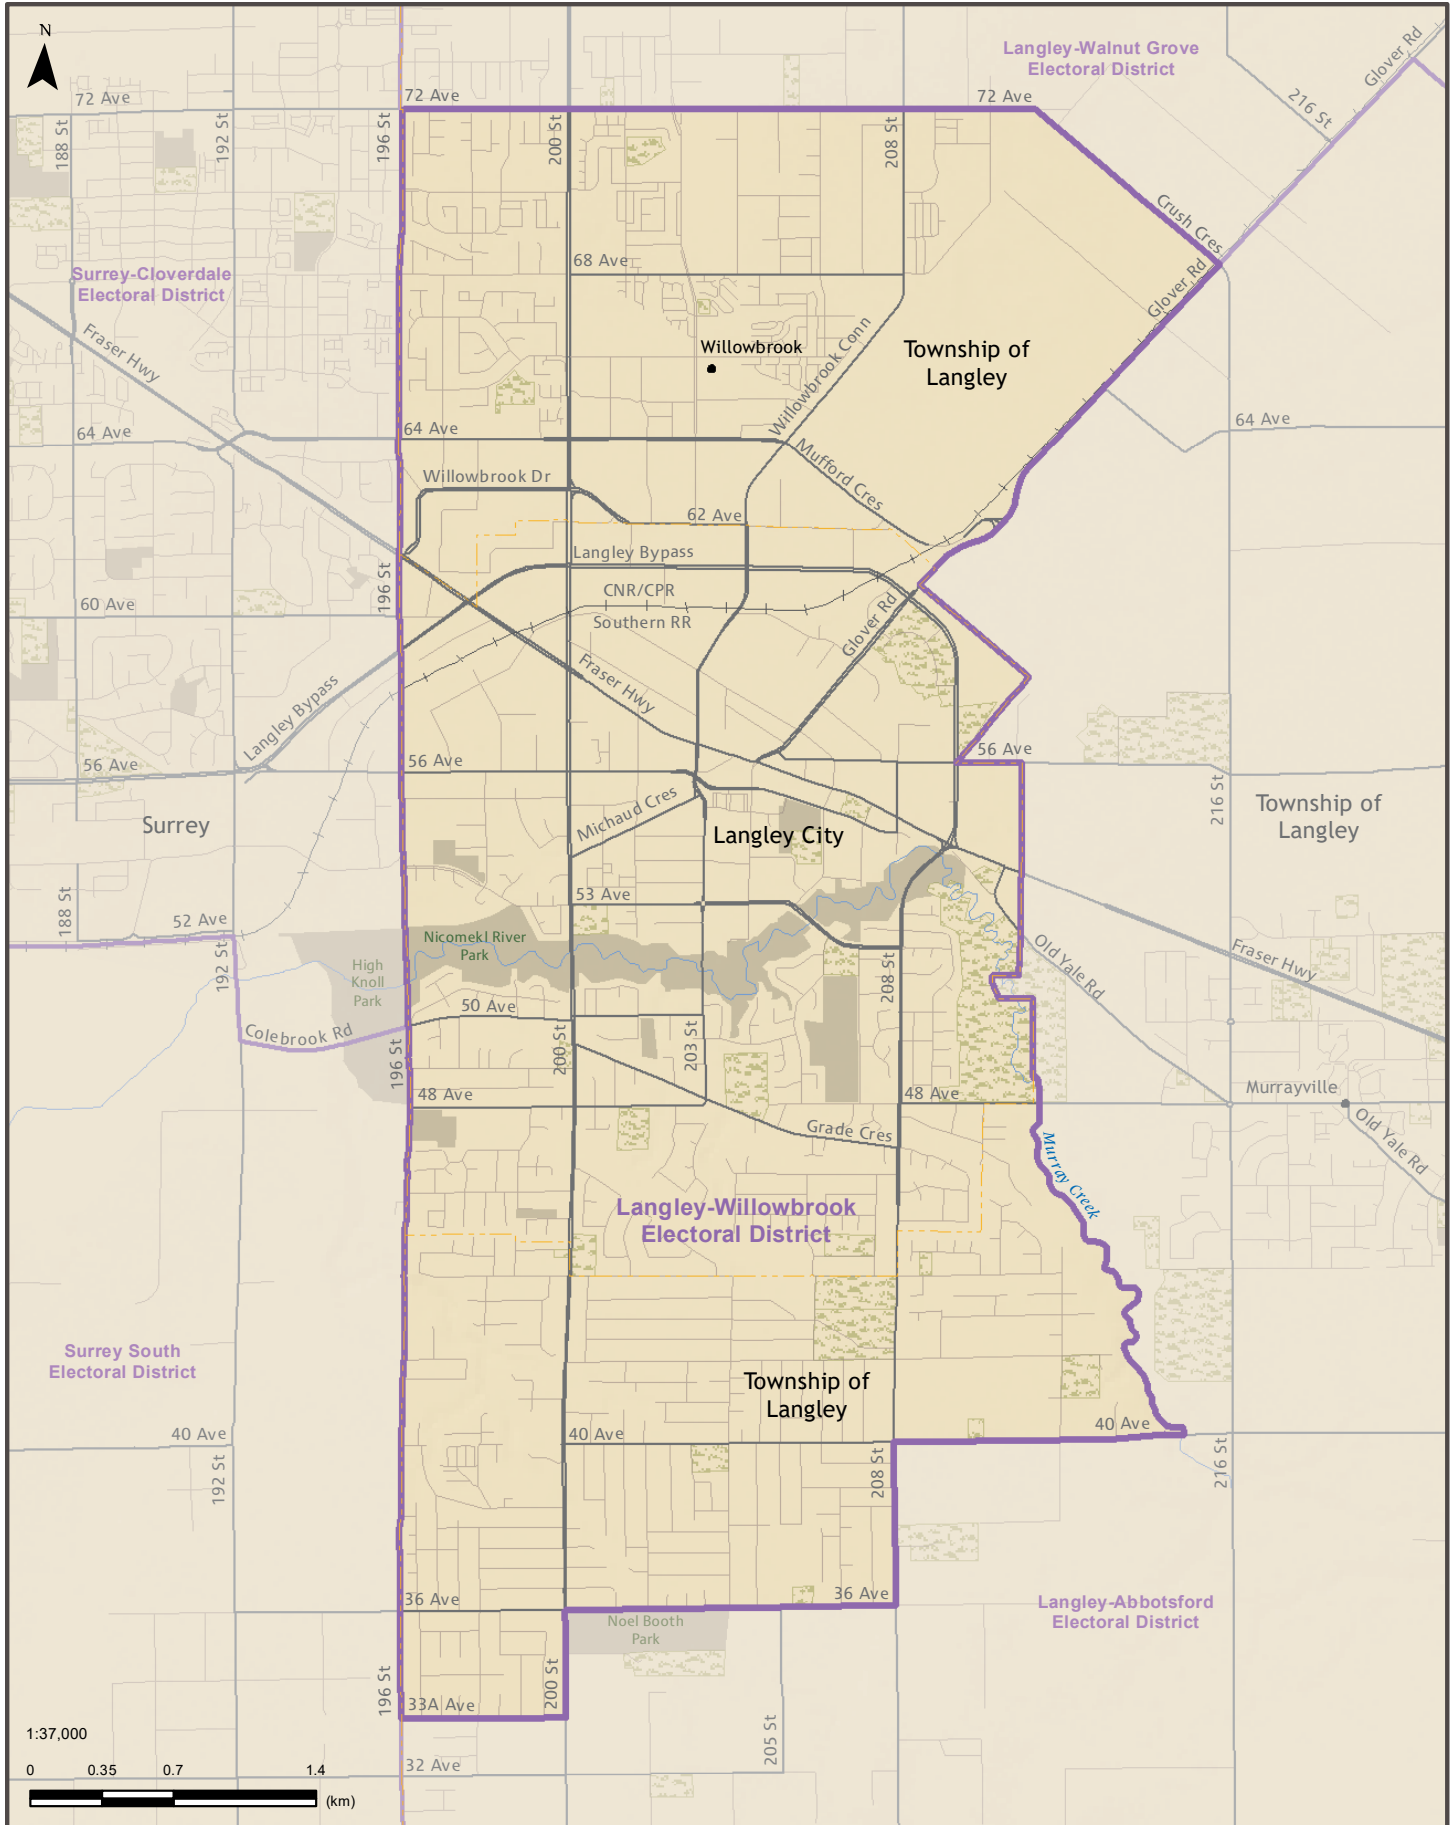 N
Langley-Walnut Grove
Electoral District
Glover Rd
72 Ave
72 Ave
72 Ave
216 St
188 St
192 St
196 St
200 St
208 St
Crush Cres
Surrey-Cloverdale
Electoral District
68 Ave
Glover Rd
Fraser Hwy
Willowbrook
Willowbrook Conn
Township of
Langley
64 Ave
64 Ave
64 Ave
Mufford Cres
Willowbrook Dr
62 Ave
Langley Bypass
196 St
CNR/CPR
60 Ave
Southern RR
Glover Rd
Fraser Hwy
Langley Bypass
56 Ave
56 Ave
56 Ave
216 St
Michaud Cres
Township of
Langley
Surrey
Langley City
188 St
53 Ave
52 Ave
Nicomekl River
Park
192 St
High
Knoll
Park
208 St
Old Yale Rd
Fraser Hwy
50 Ave
Colebrook Rd
196 St
200 St
203 St
48 Ave
48 Ave
Murrayville
Grade Cres
Old Yale Rd
Murray Creek
Langley-Willowbrook
Electoral District
Surrey South
Electoral District
Township of
Langley
40 Ave
40 Ave
40 Ave
192 St
208 St
216 St
36 Ave
36 Ave
Langley-Abbotsford
Electoral District
Noel Booth
Park
196 St
200 St
33A Ave
205 St
1:37,000
32 Ave
0 0.35 0.7 1.4
(km)